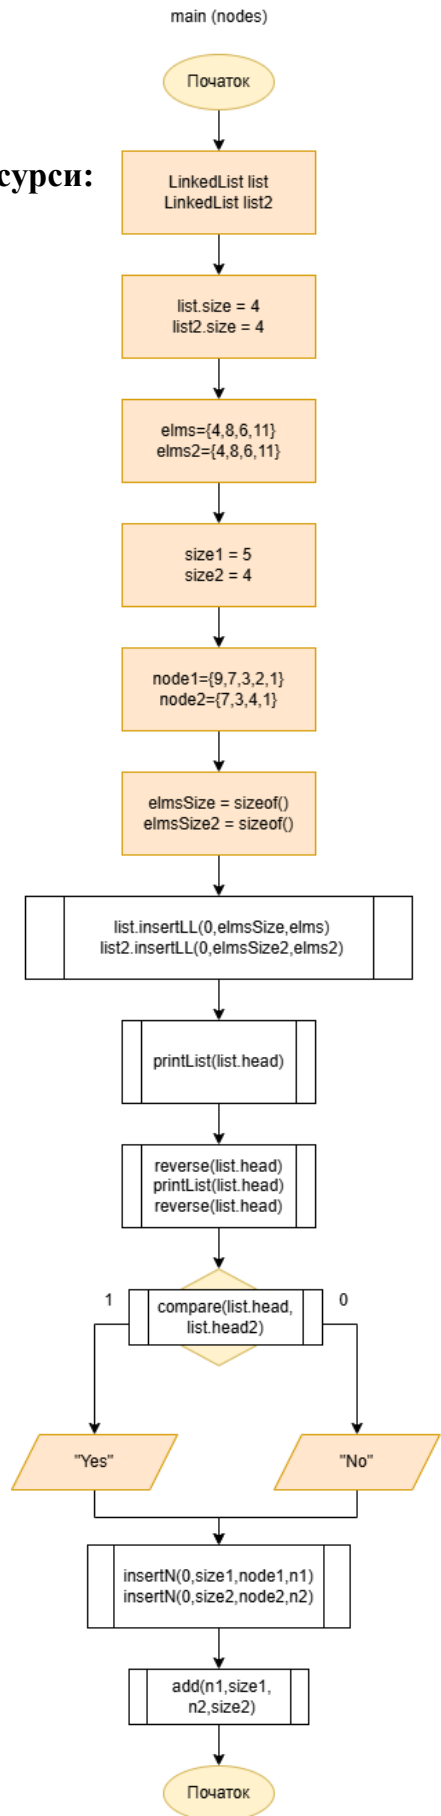 main (nodes)
Початок
сурси:
LinkedList list
LinkedList list2
list.size = 4
list2.size = 4
elms={4,8,6,11}
elms2={4,8,6,11}
size1 = 5
size2 = 4
node1={9,7,3,2,1}
node2={7,3,4,1}
elmsSize = sizeof()
elmsSize2 = sizeof()
list.insertLL(0,elmsSize,elms)
list2.insertLL(0,elmsSize2,elms2)
printList(list.head)
reverse(list.head)
printList(list.head)
reverse(list.head)
1
0
compare(list.head,
list.head2)
"Yes"
"No"
insertN(0,size1,node1,n1)
insertN(0,size2,node2,n2)
add(n1,size1,
n2,size2)
Початок